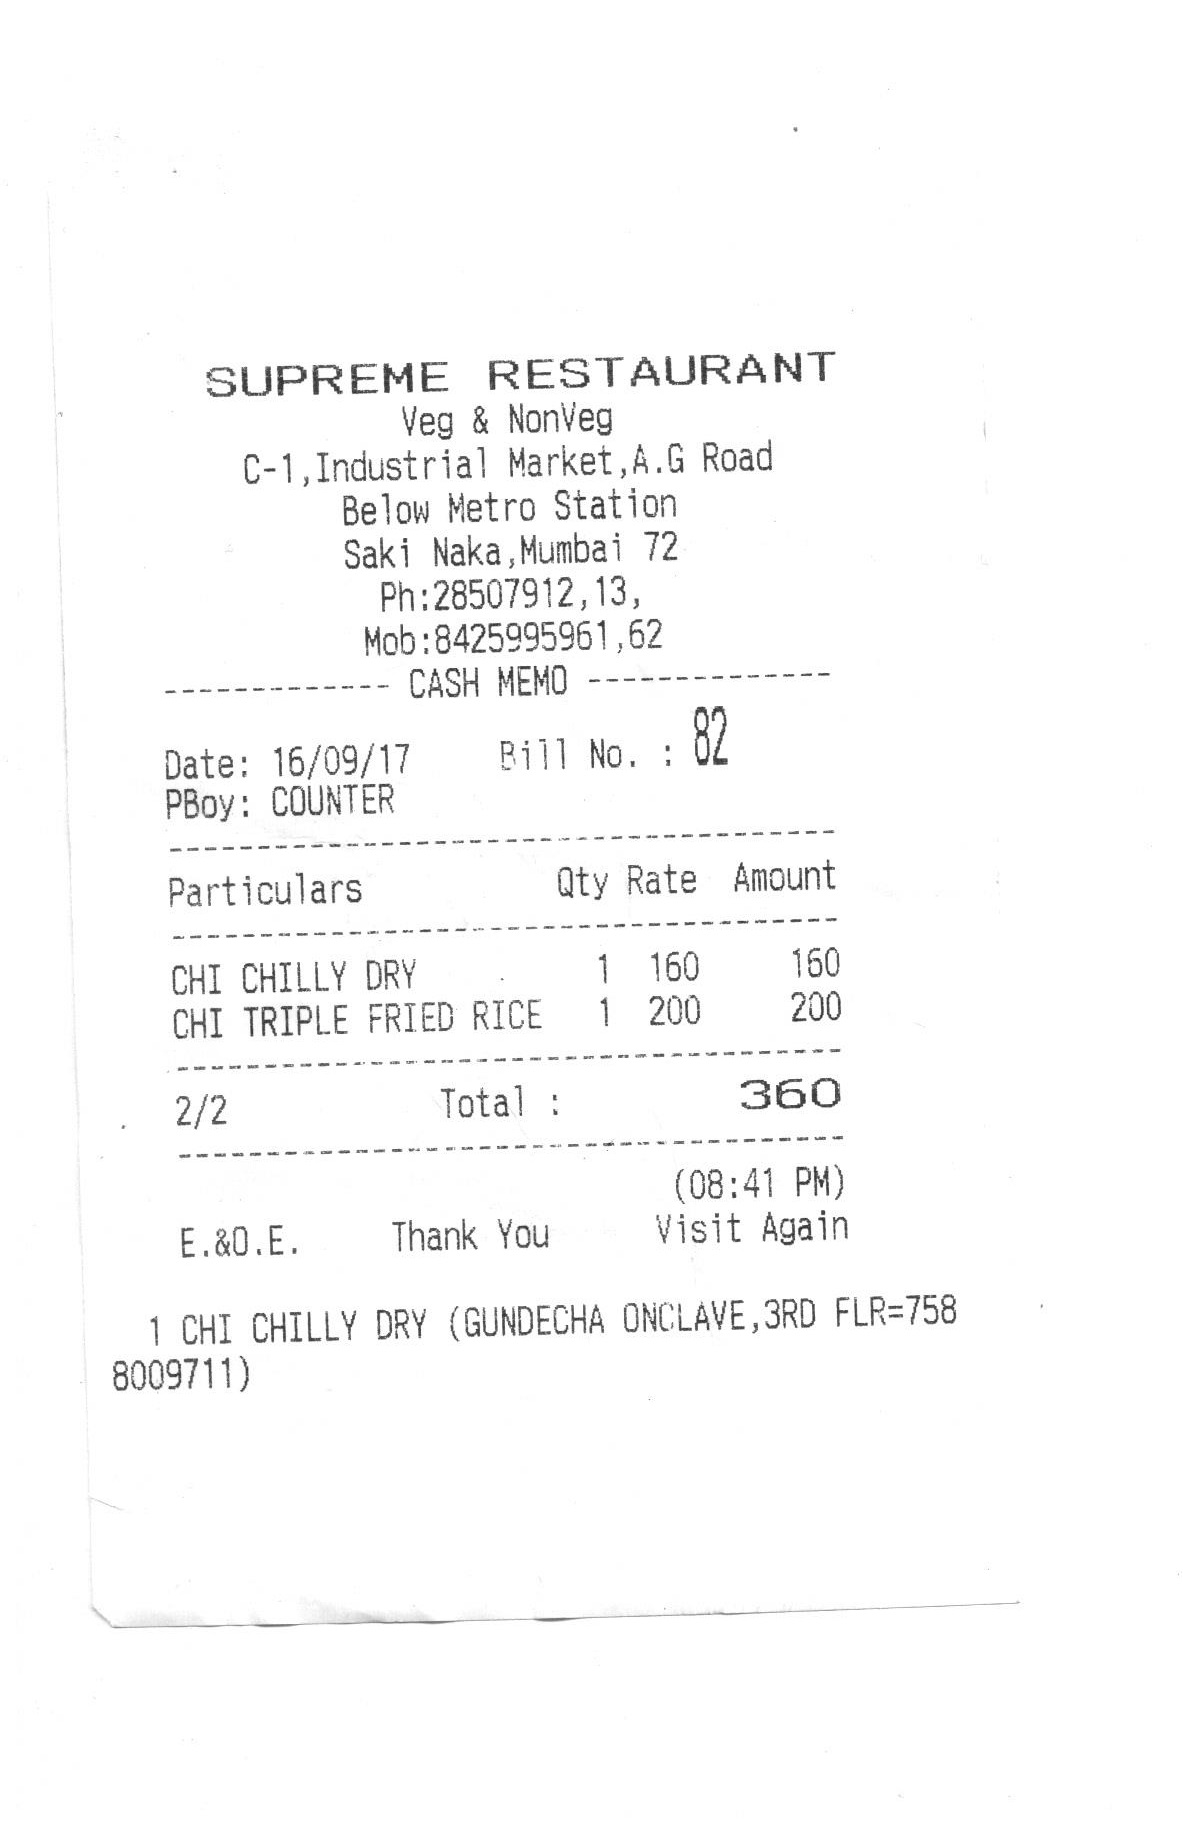 SUPREME RESTAURANT
Veg & NonVeg
C-1,Industrial Market,A.G Road
Below Metro Station
Saki Naka,Mumbai 72
Ph:28507912,13,
Mob:8425995961,62
------------- CASH MEMO --------------
Date: 16/09/17 Bill No. : 82
PBoy: COUNTER
Particulars Qty Rate Amount
CHI CHILLY DRY 1 160 160
CHI TRIPLE FRIED RICE 1 200 200
2/2 Total : 360
(08:41 PM)
E.&O.E. Thank You Visit Again
1 CHI CHILLY DRY (GUNDECHA ONCLAVE,3RD FLR=758
8009711)